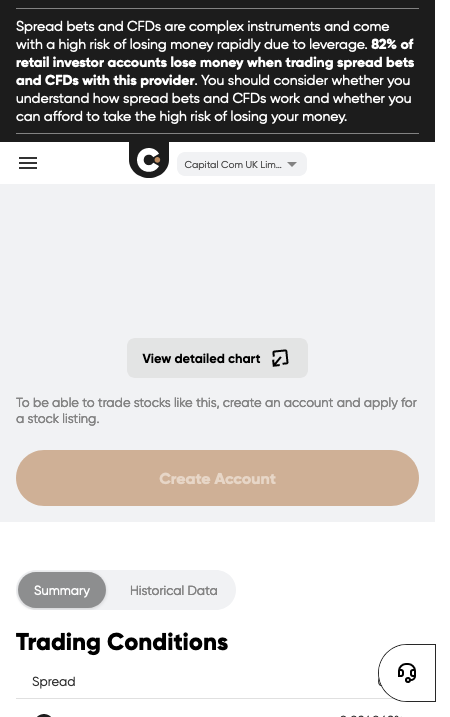 Spread bets and CFDs are complex instruments and come
with a high risk of losing money rapidly due to leverage. 82% of
retail investor accounts lose money when trading spread bets
and CFDs with this provider. You should consider whether you
understand how spread bets and CFDs work and whether you
can afford to take the high risk of losing your money.
Capital Com UK Lim...
View detailed chart
To be able to trade stocks like this, create an account and apply for
a stock listing.
Create Account
Summary
Historical Data
Trading Conditions
Spread